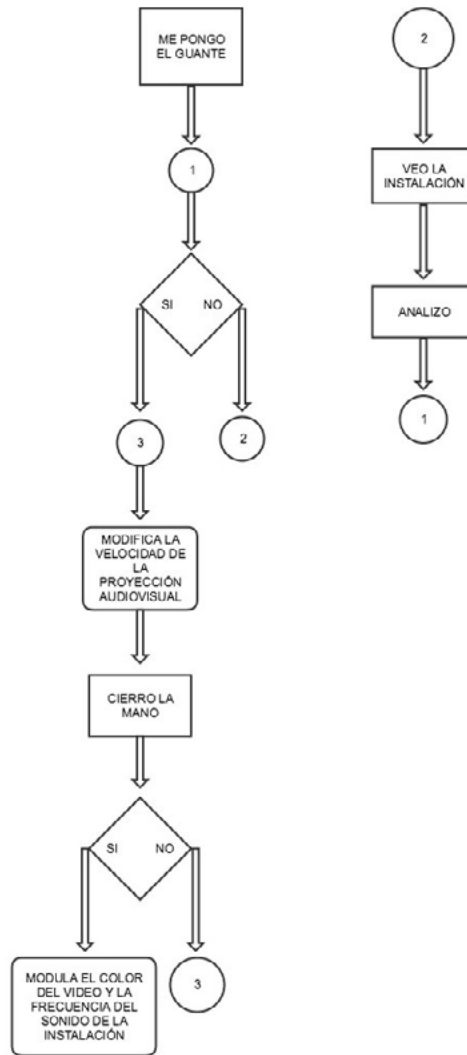 ME PONGO
EL GUANTE
1
SI NO
3
2
MODIFICA LA
VELOCIDAD DE
LA
PROYECCIÓN
AUDIOVISUAL
CIERRO LA
MANO
SI NO
MODULA EL COLOR
DEL VIDEO Y LA
FRECUENCIA DEL
SONIDO DE LA
INSTALACIÓN
3
2
VEO LA
INSTALACIÓN
ANALIZO
1